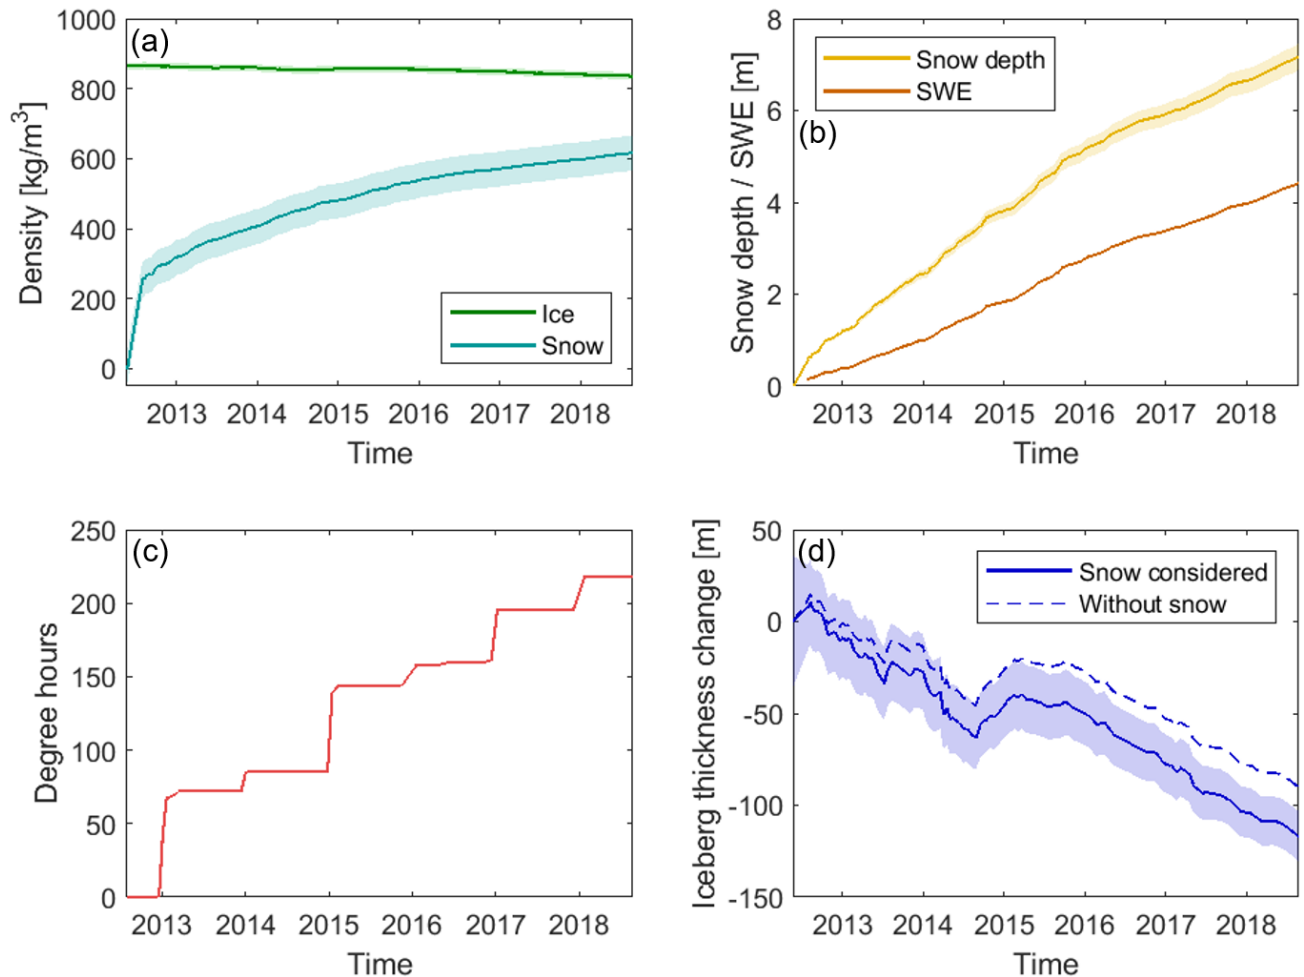 (a)
1000
800
600
400
200
0
Density [kg/m³]
Ice
Snow
2013 2014 2015 2016 2017 2018
Time
(b)
8
6
4
2
0
Snow depth / SWE [m]
Snow depth
SWE
2013 2014 2015 2016 2017 2018
Time
(c)
250
200
150
100
50
0
Degree hours
2013 2014 2015 2016 2017 2018
Time
(d)
50
0
-50
-100
-150
Iceberg thickness change [m]
Snow considered
Without snow
2013 2014 2015 2016 2017 2018
Time